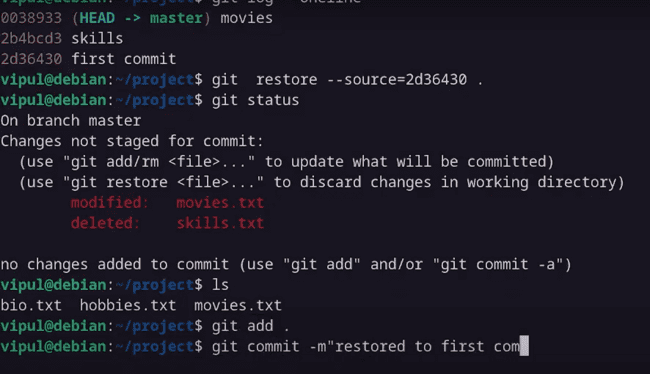 vipul@debian:~/project$ git log --oneline
0038933 (HEAD -> master) movies
2b4bcd3 skills
2d36430 first commit
vipul@debian:~/project$ git  restore --source=2d36430 .
vipul@debian:~/project$ git status
On branch master
Changes not staged for commit:
  (use "git add/rm <file>..." to update what will be committed)
  (use "git restore <file>..." to discard changes in working directory)
        modified:   movies.txt
        deleted:    skills.txt

no changes added to commit (use "git add" and/or "git commit -a")
vipul@debian:~/project$ ls
bio.txt  hobbies.txt  movies.txt
vipul@debian:~/project$ git add .
vipul@debian:~/project$ git commit -m"restored to first com